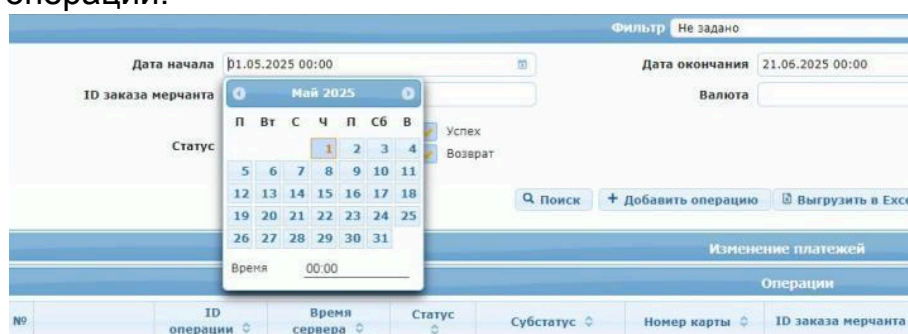 операции.
Фильтр Не задано
Дата начала 01.05.2025 00:00 Дата окончания 21.06.2025 00:00
ID заказа мерчанта Валюта
Май 2025
П Вт С Ч П Сб В
Статус Успех
Возврат
1 2 3 4
5 6 7 8 9 10 11
12 13 14 15 16 17 18
19 20 21 22 23 24 25
26 27 28 29 30 31
Время 00:00
Поиск + Добавить операцию Выгрузить в Exce
Изменение платежей
Операции
№ ID операции Время сервера Статус Субстатус Номер карты ID заказа мерчанта